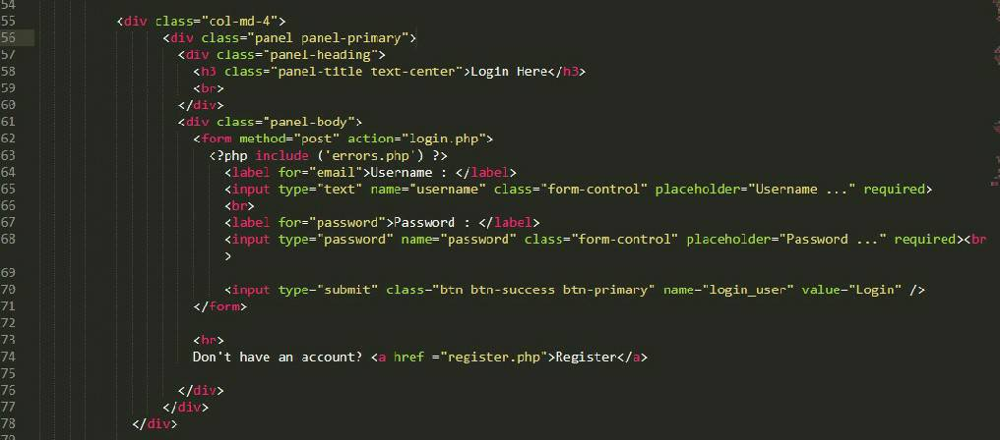 54
55 <div class="col-md-4">
56 <div class="panel panel-primary">
57 <div class="panel-heading">
58 <h3 class="panel-title text-center">Login Here</h3>
59 <br>
60 </div>
61 <div class="panel-body">
62 <form method="post" action="login.php">
63 <?php include ('errors.php') ?>
64 <label for="email">Username : </label>
65 <input type="text" name="username" class="form-control" placeholder="Username ..." required>
66 <br>
67 <label for="password">Password : </label>
68 <input type="password" name="password" class="form-control" placeholder="Password ..." required><br
>
69
70 <input type="submit" class="btn btn-success btn-primary" name="login_user" value="Login" />
71 </form>
72
73 <br>
74 Don't have an account? <a href ="register.php">Register</a>
75
76 </div>
77 </div>
78 </div>
79